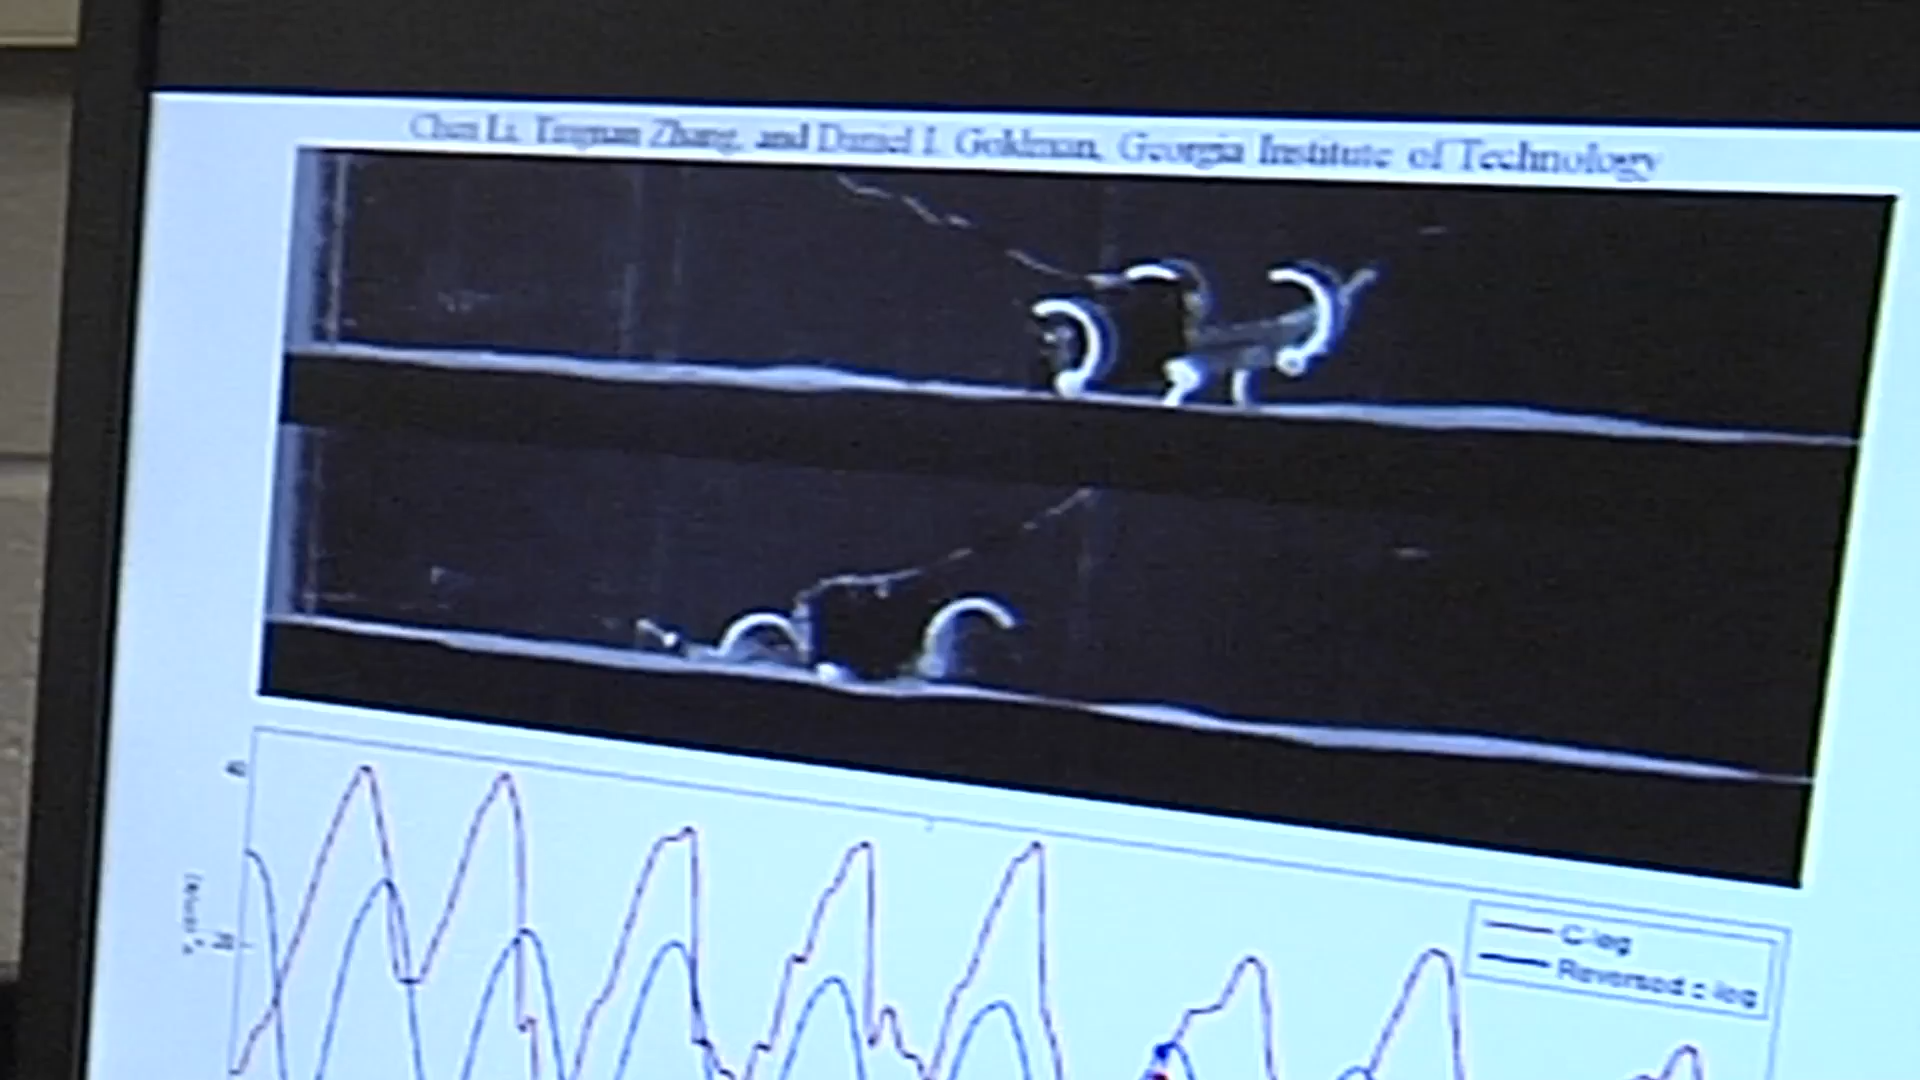 Chen Li, Tingnan Zhang, and Daniel I. Goldman, Georgia Institute of Technology
C-leg
Reversed c-leg